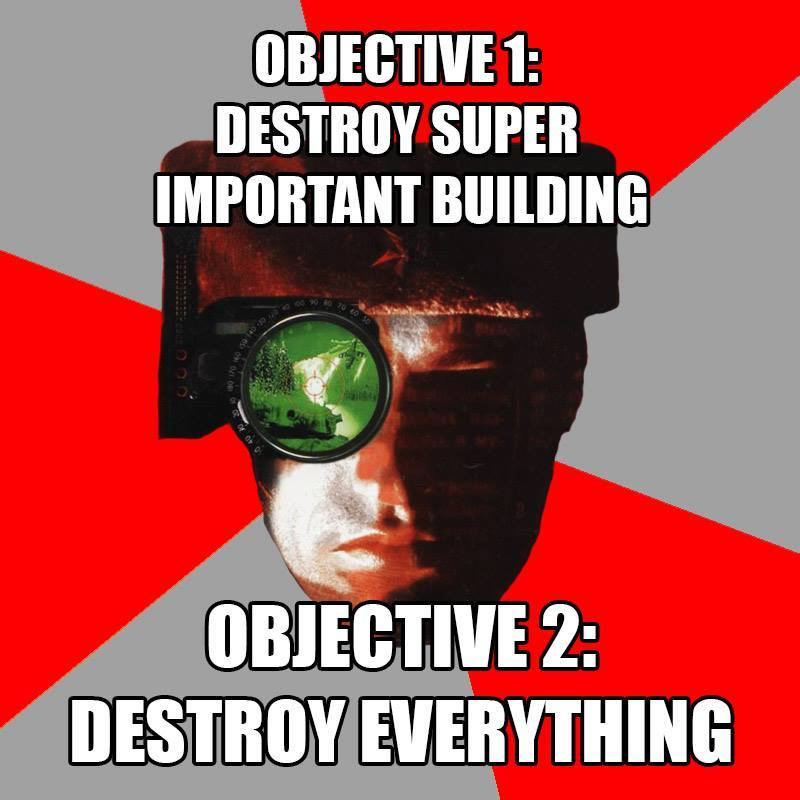 OBJECTIVE 1:
DESTROY SUPER
IMPORTANT BUILDING
OBJECTIVE 2:
DESTROY EVERYTHING